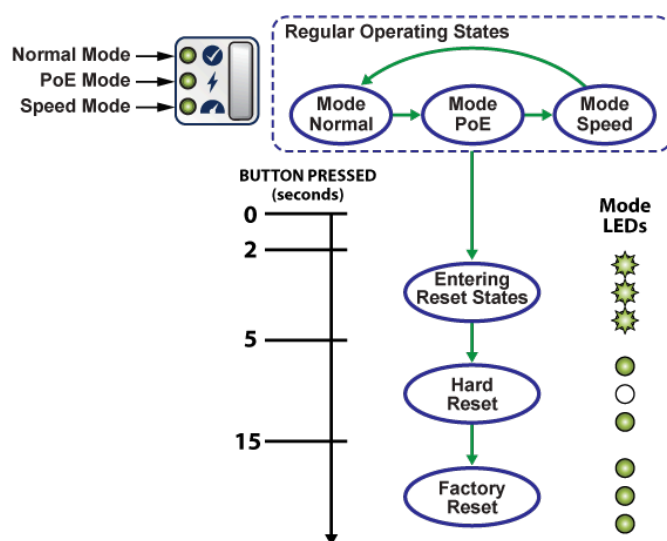 Regular Operating States
Normal Mode
PoE Mode
Speed Mode
Mode
Normal
Mode
PoE
Mode
Speed
BUTTON PRESSED
(seconds)
Mode
LEDs
0
2
Entering
Reset States
5
Hard
Reset
15
Factory
Reset